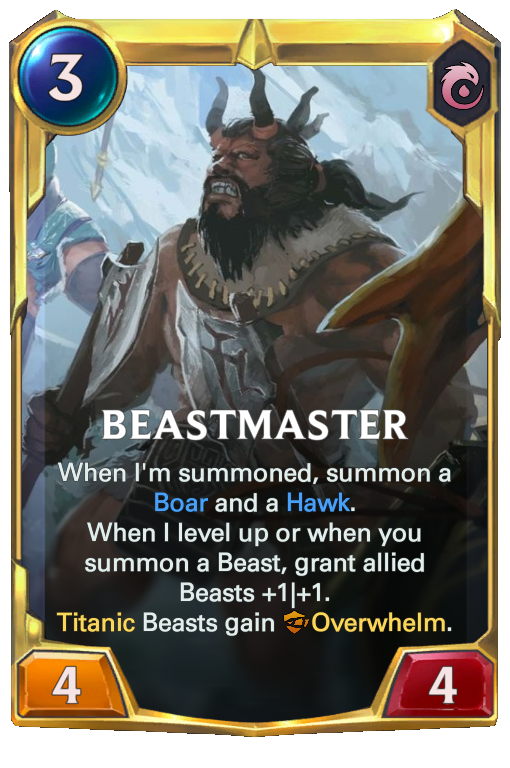 3
BEASTMASTER
When I'm summoned, summon a
Boar and a Hawk.
When I level up or when you
summon a Beast, grant allied
Beasts +1|+1.
Titanic Beasts gain Overwhelm.
4 4